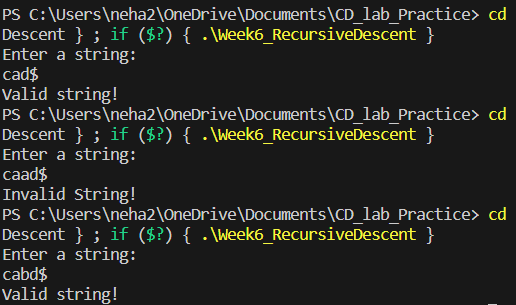 PS C:\Users\neha2\OneDrive\Documents\CD_lab_Practice> cd
Descent } ; if ($?) { .\Week6_RecursiveDescent }
Enter a string:
cad$
Valid string!
PS C:\Users\neha2\OneDrive\Documents\CD_lab_Practice> cd
Descent } ; if ($?) { .\Week6_RecursiveDescent }
Enter a string:
caad$
Invalid String!
PS C:\Users\neha2\OneDrive\Documents\CD_lab_Practice> cd
Descent } ; if ($?) { .\Week6_RecursiveDescent }
Enter a string:
cabd$
Valid string!